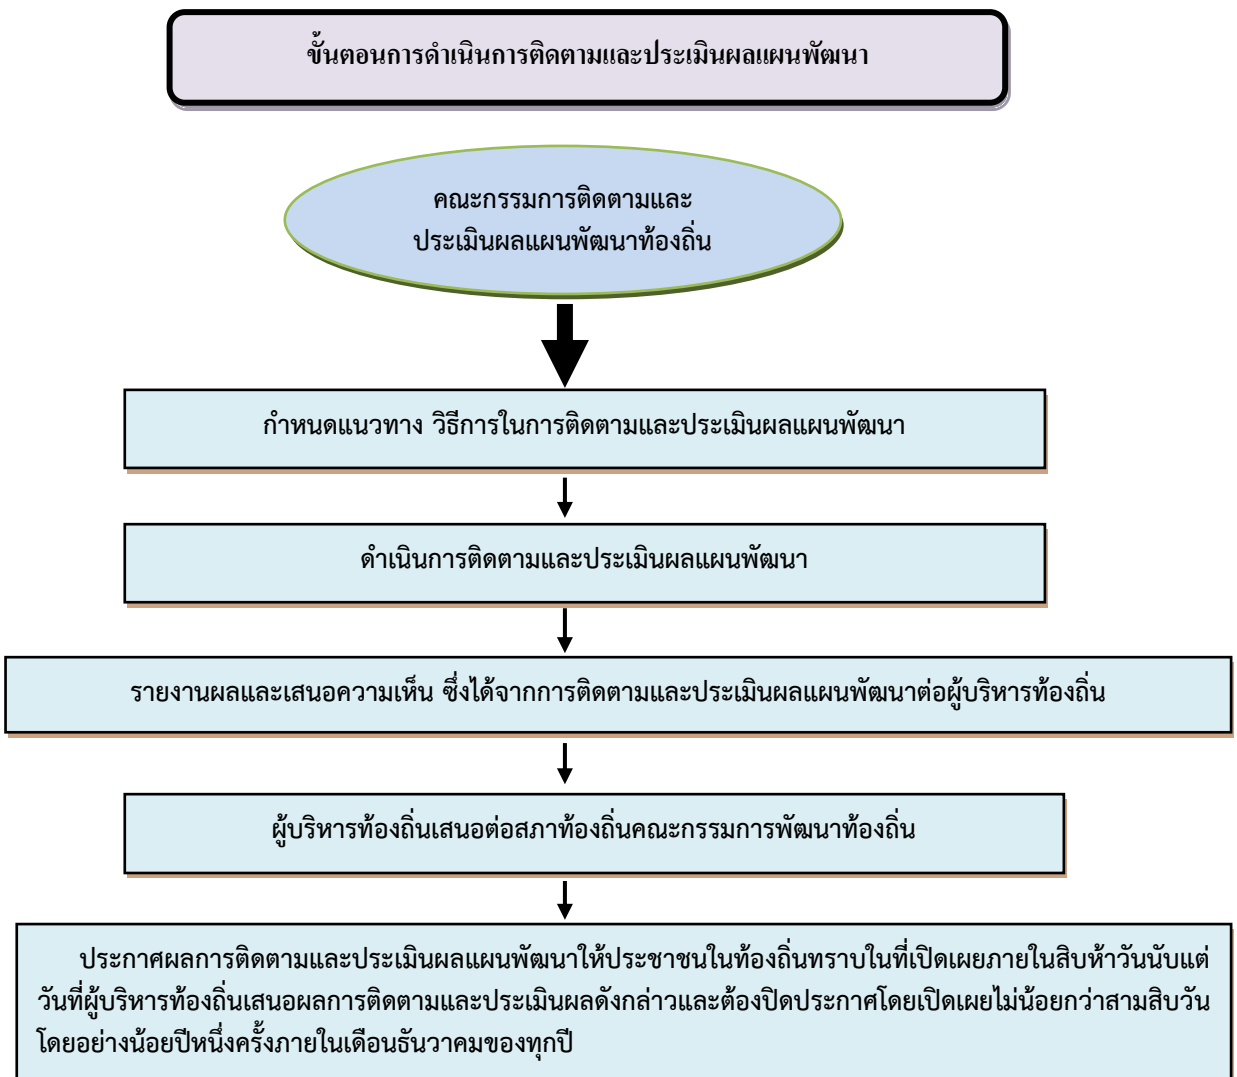 ขั้นตอนการดำเนินการติดตามและประเมินผลแผนพัฒนา
คณะกรรมการติดตามและ
ประเมินผลแผนพัฒนาท้องถิ่น
กำหนดแนวทาง วิธีการในการติดตามและประเมินผลแผนพัฒนา
ดำเนินการติดตามและประเมินผลแผนพัฒนา
รายงานผลและเสนอความเห็น ซึ่งได้จากการติดตามและประเมินผลแผนพัฒนาต่อผู้บริหารท้องถิ่น
ผู้บริหารท้องถิ่นเสนอต่อสภาท้องถิ่นคณะกรรมการพัฒนาท้องถิ่น
ประกาศผลการติดตามและประเมินผลแผนพัฒนาให้ประชาชนในท้องถิ่นทราบในที่เปิดเผยภายในสิบห้าวันนับแต่
วันที่ผู้บริหารท้องถิ่นเสนอผลการติดตามและประเมินผลดังกล่าวและต้องปิดประกาศโดยเปิดเผยไม่น้อยกว่าสามสิบวัน
โดยอย่างน้อยปีหนึ่งครั้งภายในเดือนธันวาคมของทุกปี